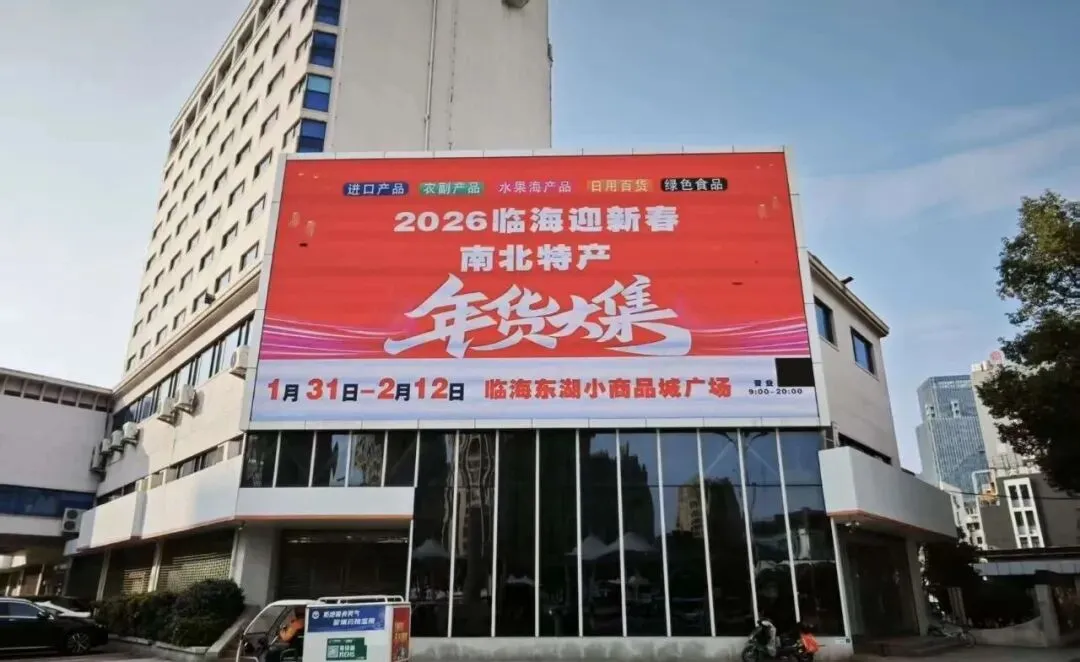 进口产品 农副产品 水果海产品 日用百货 绿色食品
2026临海迎新春
南北特产
年货大集
1月31日-2月12日 临海东湖小商品城广场
营业
9:00-20:00